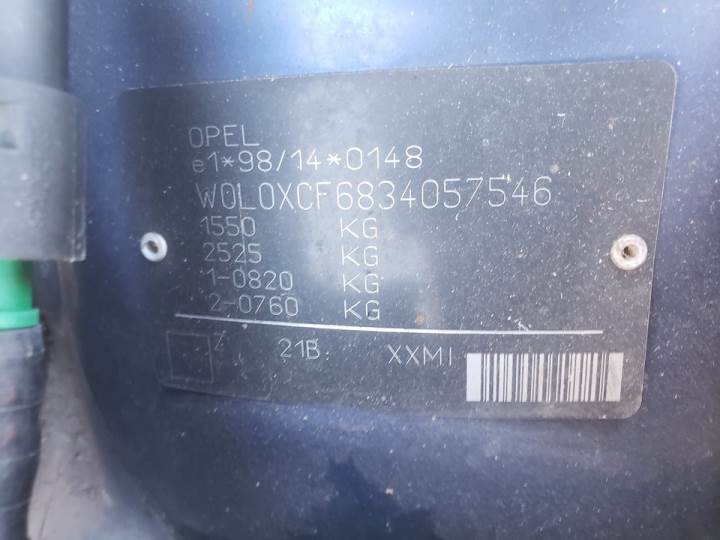 OPEL
e1*98/14*0148
W0L0XCF6834057546
1550 KG
2525 KG
1-0820 KG
2-0760 KG
Z 21B XXMI